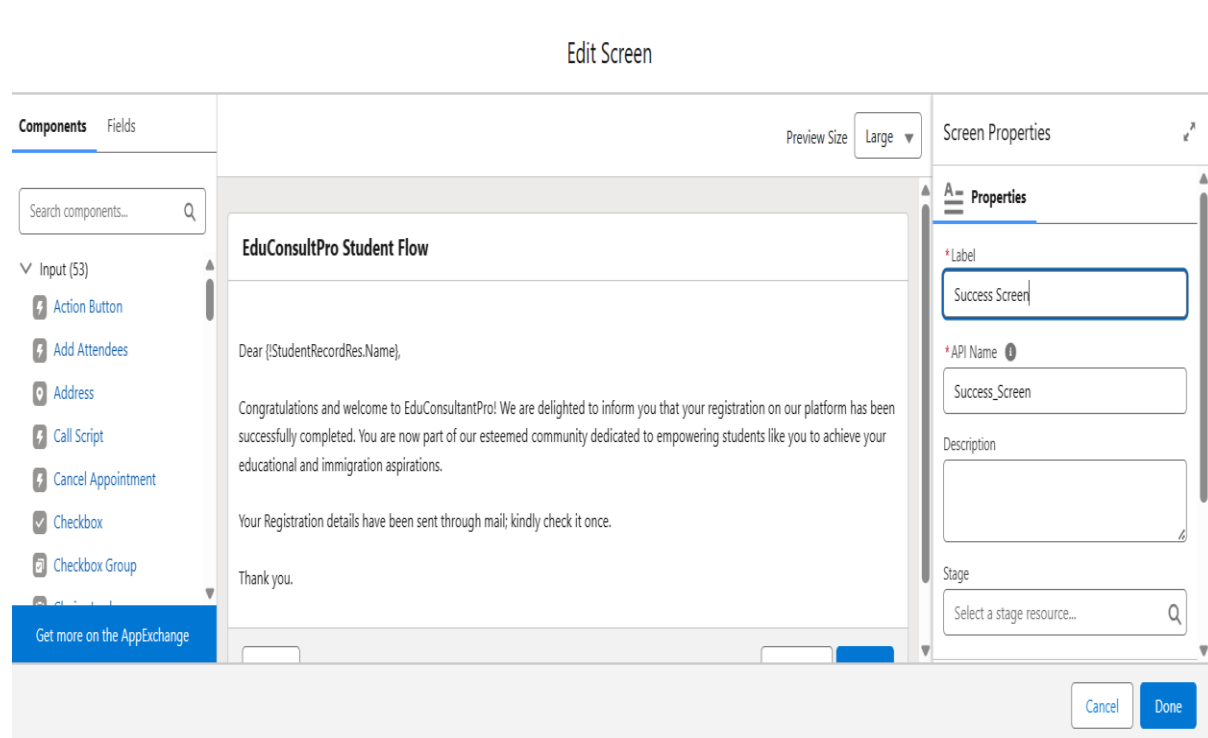 Edit Screen
Components Fields
Preview Size Large
Screen Properties
Search components...
Properties
Input (53)
Action Button
Add Attendees
Address
Call Script
Cancel Appointment
Checkbox
Checkbox Group
Get more on the AppExchange
EduConsultPro Student Flow
Dear {!StudentRecordRes.Name},
Congratulations and welcome to EduConsultantPro! We are delighted to inform you that your registration on our platform has been
successfully completed. You are now part of our esteemed community dedicated to empowering students like you to achieve your
educational and immigration aspirations.
Your Registration details have been sent through mail; kindly check it once.
Thank you.
*Label
Success Screen
*API Name
Success_Screen
Description
Stage
Select a stage resource...
Cancel Done